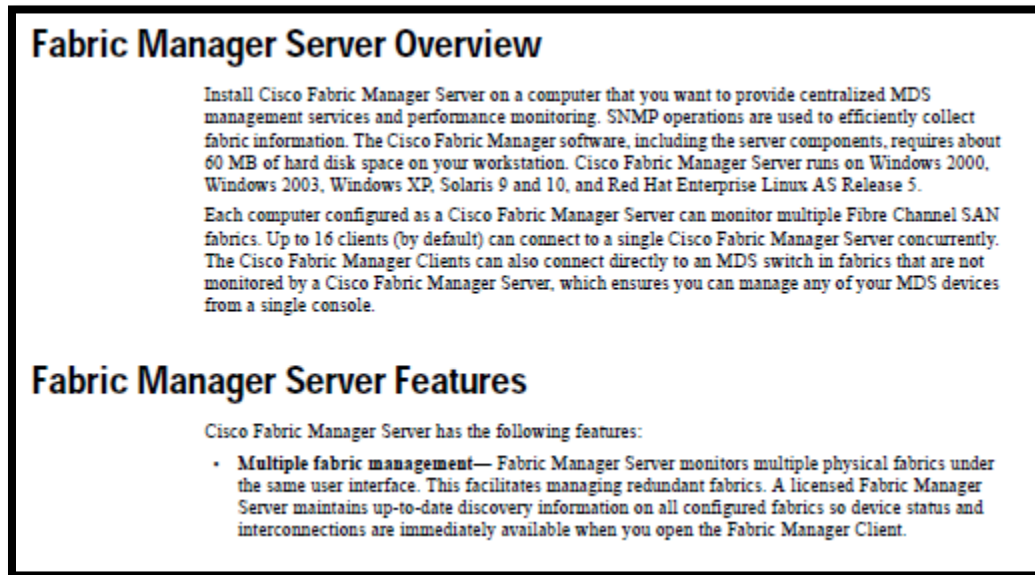 Fabric Manager Server Overview
Install Cisco Fabric Manager Server on a computer that you want to provide centralized MDS
management services and performance monitoring. SNMP operations are used to efficiently collect
fabric information. The Cisco Fabric Manager software, including the server components, requires about
60 MB of hard disk space on your workstation. Cisco Fabric Manager Server runs on Windows 2000,
Windows 2003, Windows XP, Solaris 9 and 10, and Red Hat Enterprise Linux AS Release 5.
Each computer configured as a Cisco Fabric Manager Server can monitor multiple Fibre Channel SAN
fabrics. Up to 16 clients (by default) can connect to a single Cisco Fabric Manager Server concurrently.
The Cisco Fabric Manager Clients can also connect directly to an MDS switch in fabrics that are not
monitored by a Cisco Fabric Manager Server, which ensures you can manage any of your MDS devices
from a single console.
Fabric Manager Server Features
Cisco Fabric Manager Server has the following features:
• Multiple fabric management— Fabric Manager Server monitors multiple physical fabrics under
the same user interface. This facilitates managing redundant fabrics. A licensed Fabric Manager
Server maintains up-to-date discovery information on all configured fabrics so device status and
interconnections are immediately available when you open the Fabric Manager Client.